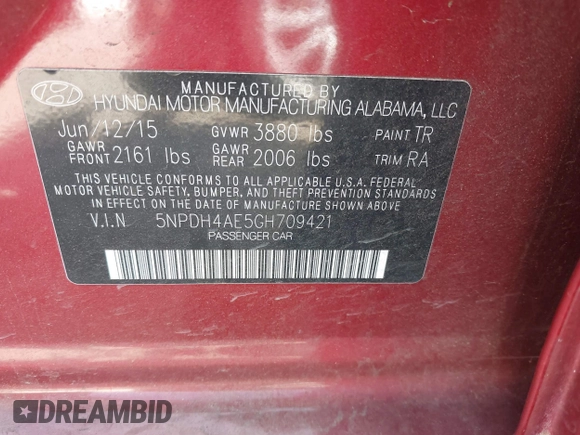 MANUFACTURED BY
HYUNDAI MOTOR MANUFACTURING ALABAMA, LLC
Jun/12/15 GVWR 3880 lbs PAINT TR
GAWR FRONT 2161 lbs GAWR REAR 2006 lbs TRIM RA
THIS VEHICLE CONFORMS TO ALL APPLICABLE U.S.A. FEDERAL
MOTOR VEHICLE SAFETY, BUMPER, AND THEFT PREVENTION STANDARDS
IN EFFECT ON THE DATE OF MANUFACTURE SHOWN ABOVE.
V.I.N 5NPDH4AE5GH709421
PASSENGER CAR
DREAMBID